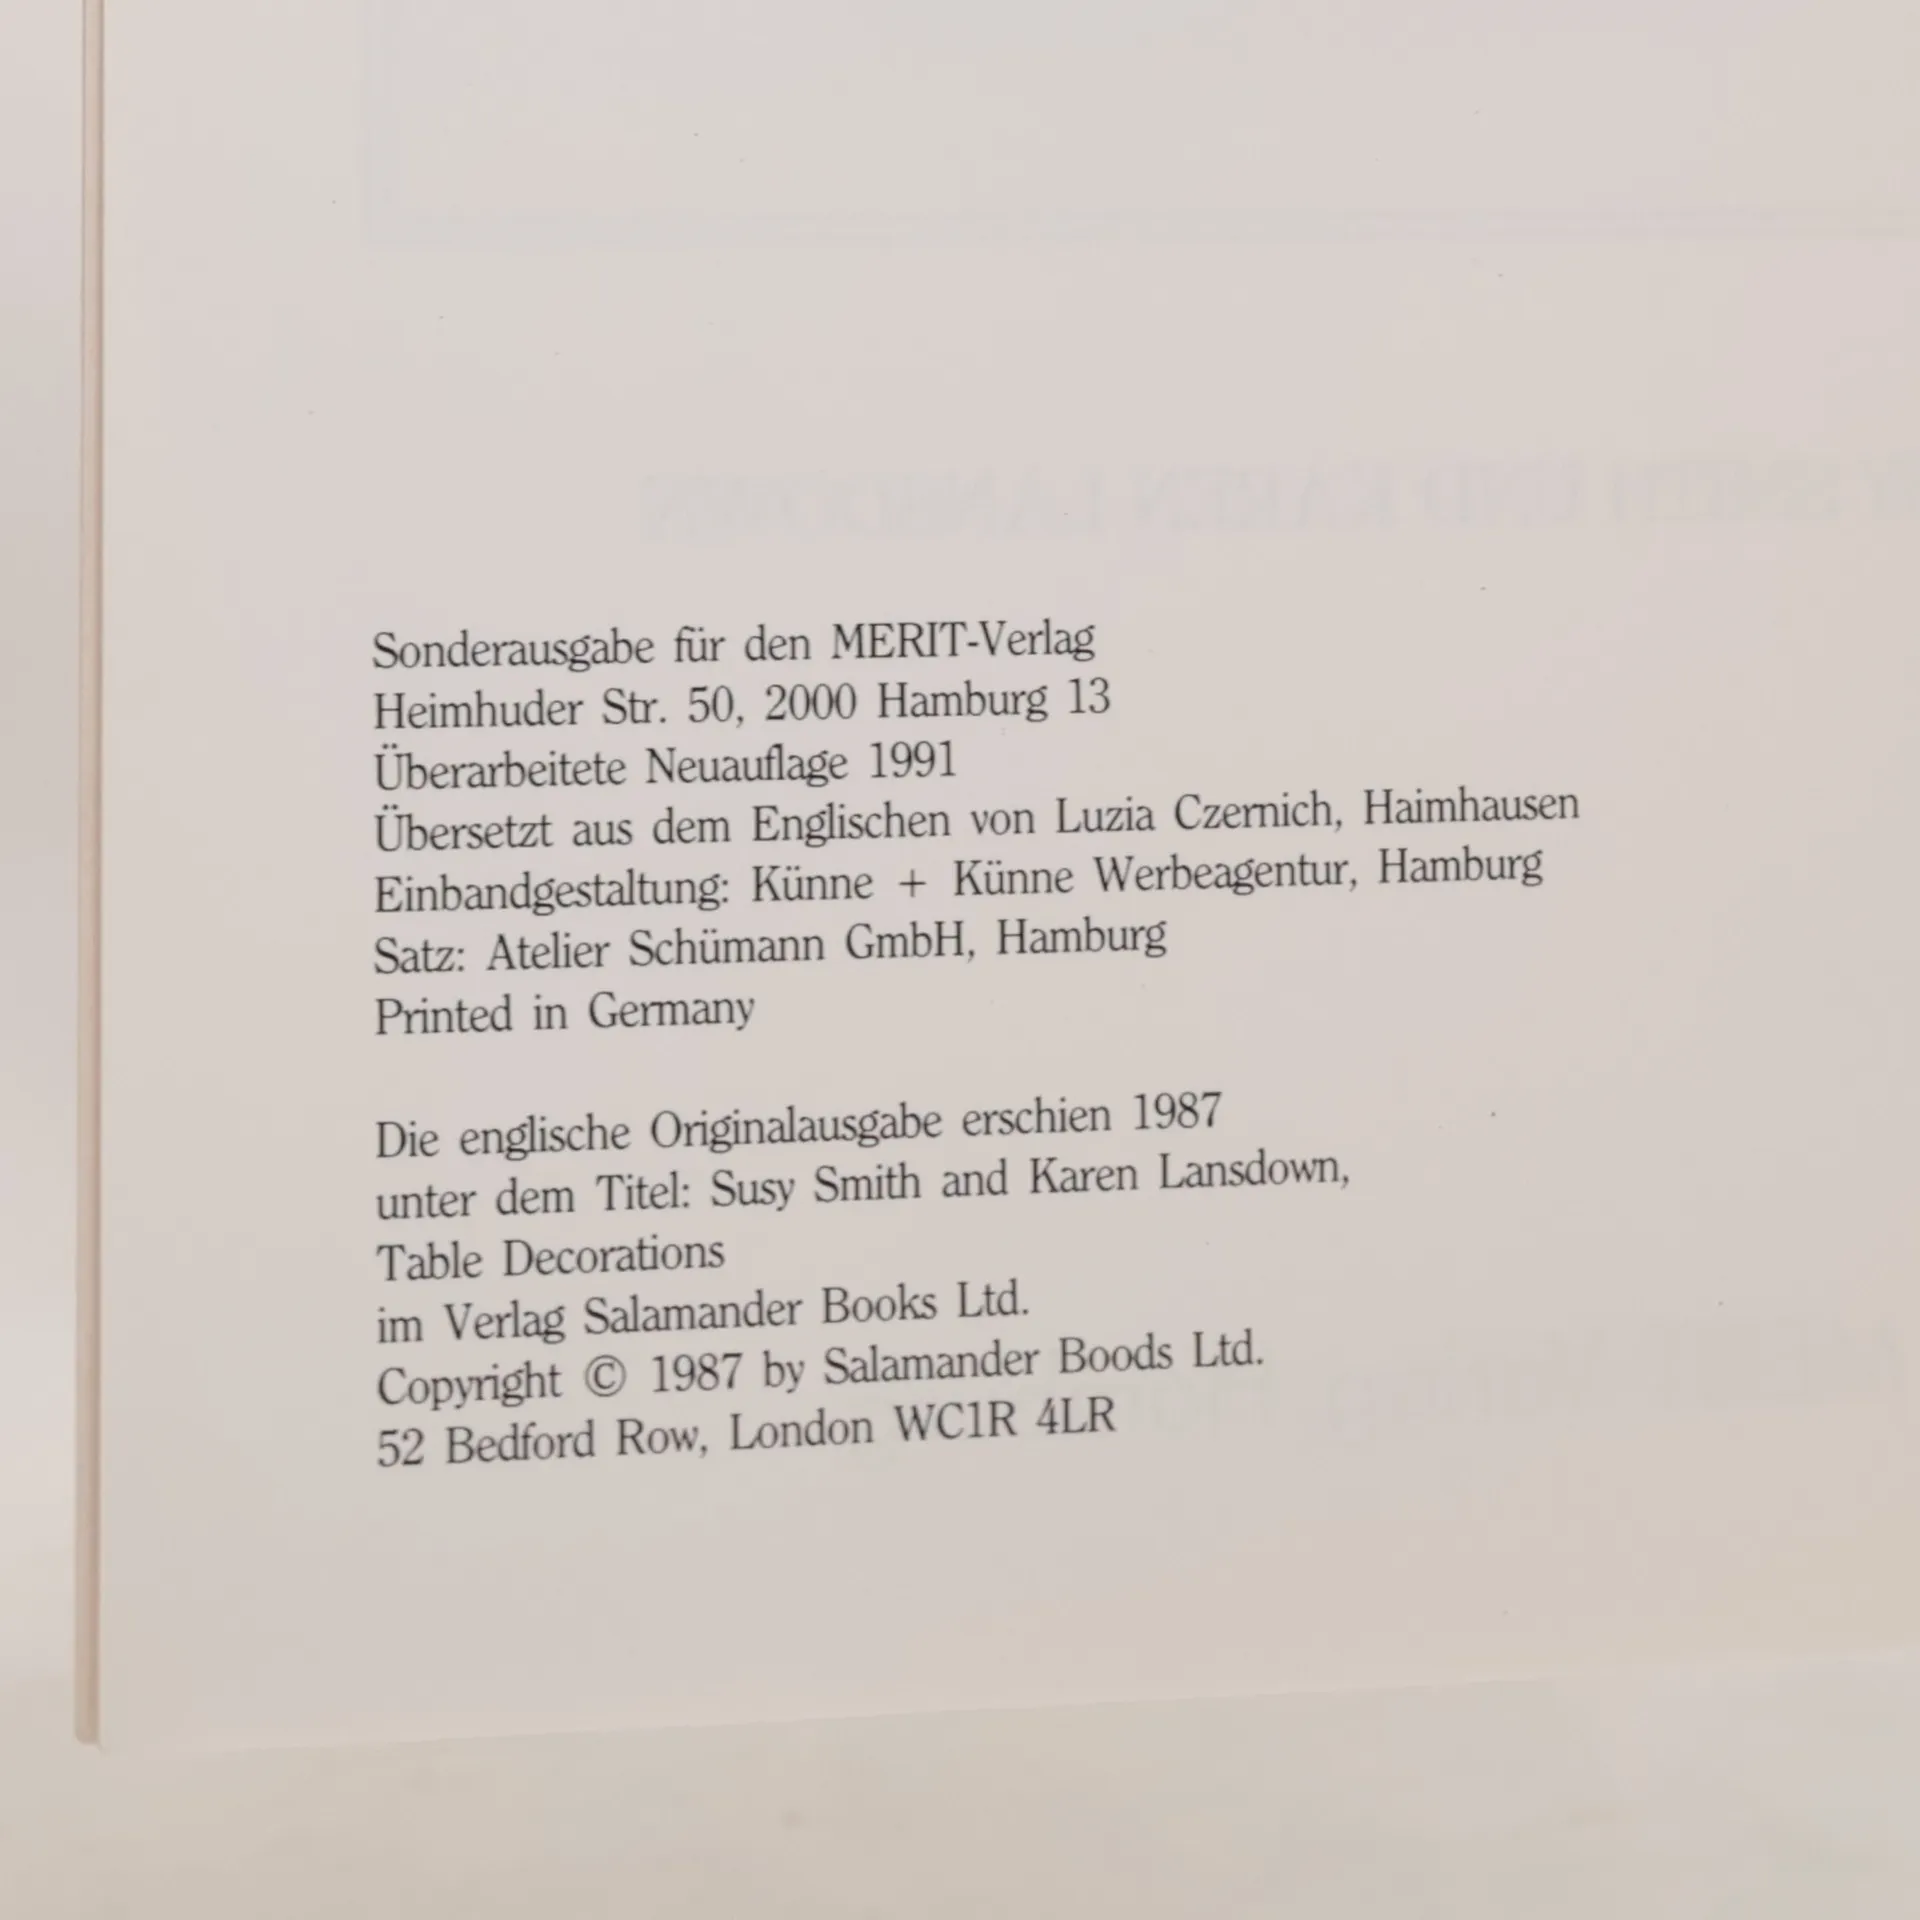 Sonderausgabe für den MERIT-Verlag
Heimhuder Str. 50, 2000 Hamburg 13
Überarbeitete Neuauflage 1991
Übersetzt aus dem Englischen von Luzia Czernich, Haimhausen
Einbandgestaltung: Künne + Künne Werbeagentur, Hamburg
Satz: Atelier Schümann GmbH, Hamburg
Printed in Germany
Die englische Originalausgabe erschien 1987
unter dem Titel: Susy Smith and Karen Lansdown,
Table Decorations
im Verlag Salamander Books Ltd.
Copyright © 1987 by Salamander Boods Ltd.
52 Bedford Row, London WC1R 4LR